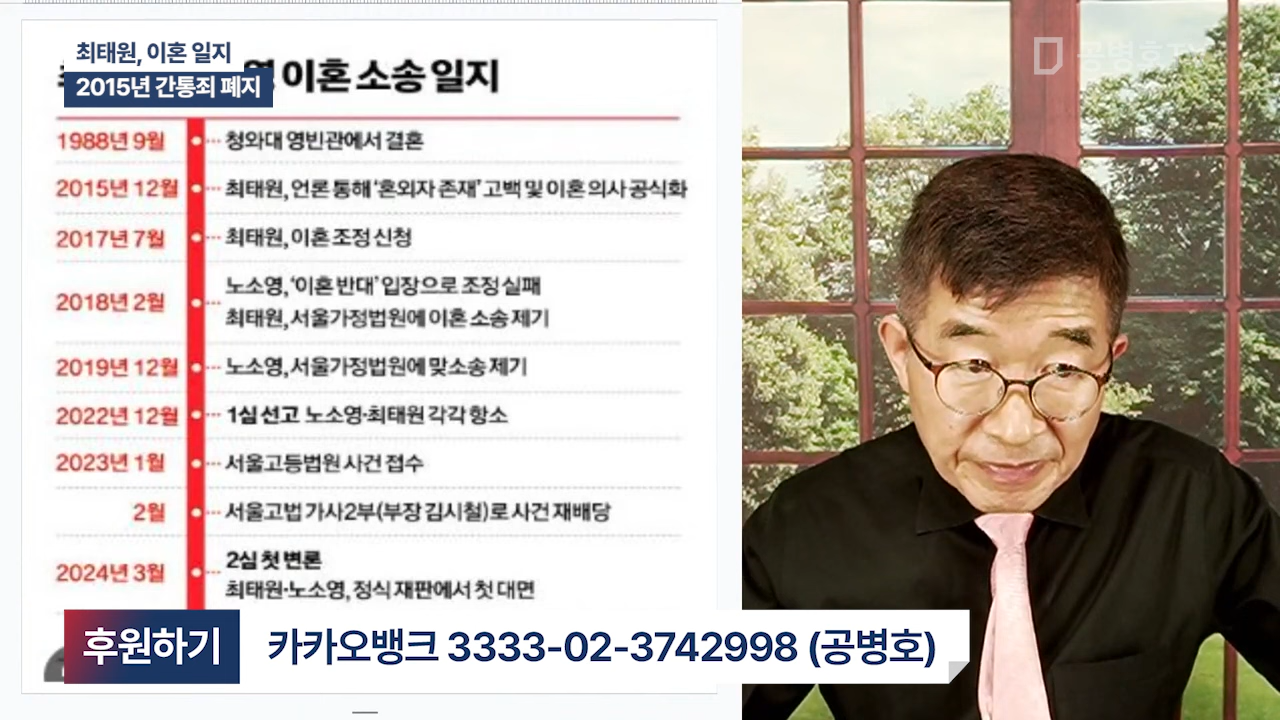 최태원, 이혼 일지
2015년 간통죄 폐지
이혼 소송 일지
1988년 9월 청와대 영빈관에서 결혼
2015년 12월 최태원, 언론 통해 '혼외자 존재' 고백 및 이혼 의사 공식화
2017년 7월 최태원, 이혼 조정 신청
2018년 2월 노소영, '이혼 반대' 입장으로 조정 실패
최태원, 서울가정법원에 이혼 소송 제기
2019년 12월 노소영, 서울가정법원에 맞소송 제기
2022년 12월 1심 선고 노소영·최태원 각각 항소
2023년 1월 서울고등법원 사건 접수
2월 서울고법 가사2부(부장 김시철)로 사건 재배당
2024년 3월 2심 첫 변론
최태원·노소영, 정식 재판에서 첫 대면
후원하기 카카오뱅크 3333-02-3742998 (공병호)
공병호